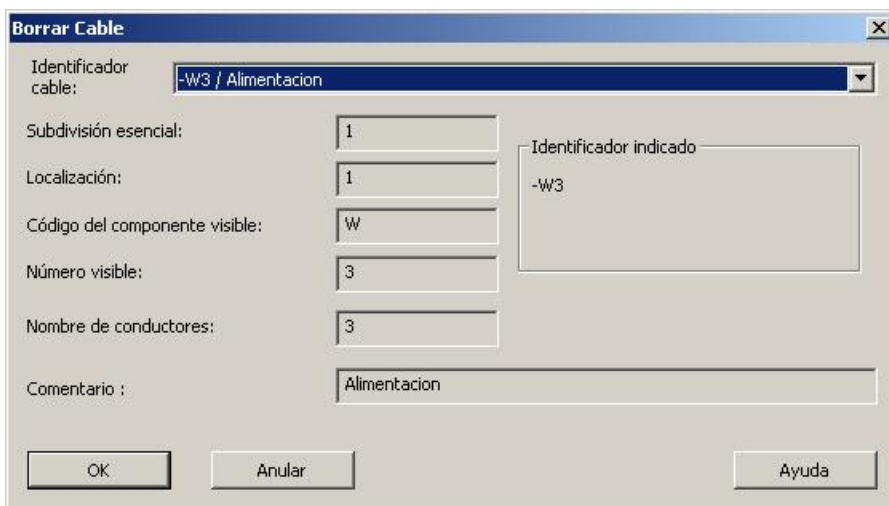 Borrar Cable
Identificador
cable:
-W3 / Alimentacion
Subdivisión esencial:
1
Identificador indicado
Localización:
1
-W3
Código del componente visible:
W
Número visible:
3
Nombre de conductores:
3
Comentario :
Alimentacion
OK
Anular
Ayuda